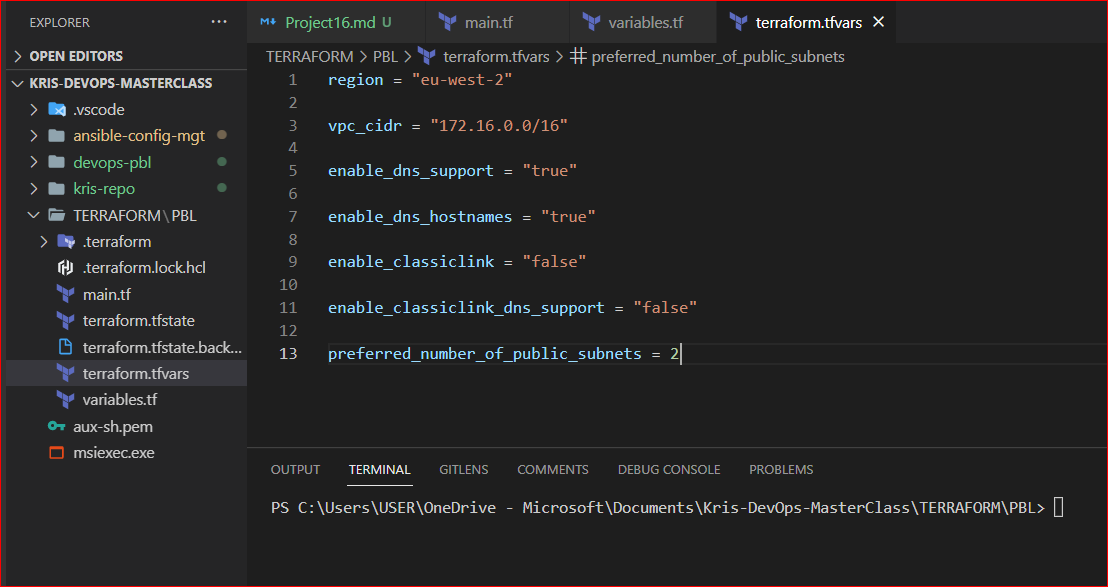 EXPLORER ...
OPEN EDITORS
KRIS-DEVOPS-MASTERCLASS
.vscode
ansible-config-mgt
devops-pbl
kris-repo
TERRAFORM\PBL
.terraform
.terraform.lock.hcl
main.tf
terraform.tfstate
terraform.tfstate.back...
terraform.tfvars
variables.tf
aux-sh.pem
msiexec.exe
Project16.md U main.tf variables.tf terraform.tfvars
TERRAFORM > PBL > terraform.tfvars > # preferred_number_of_public_subnets
1 region = "eu-west-2"
2
3 vpc_cidr = "172.16.0.0/16"
4
5 enable_dns_support = "true"
6
7 enable_dns_hostnames = "true"
8
9 enable_classiclink = "false"
10
11 enable_classiclink_dns_support = "false"
12
13 preferred_number_of_public_subnets = 2
OUTPUT TERMINAL GITLENS COMMENTS DEBUG CONSOLE PROBLEMS
PS C:\Users\USER\OneDrive - Microsoft\Documents\Kris-DevOps-MasterClass\TERRAFORM\PBL>